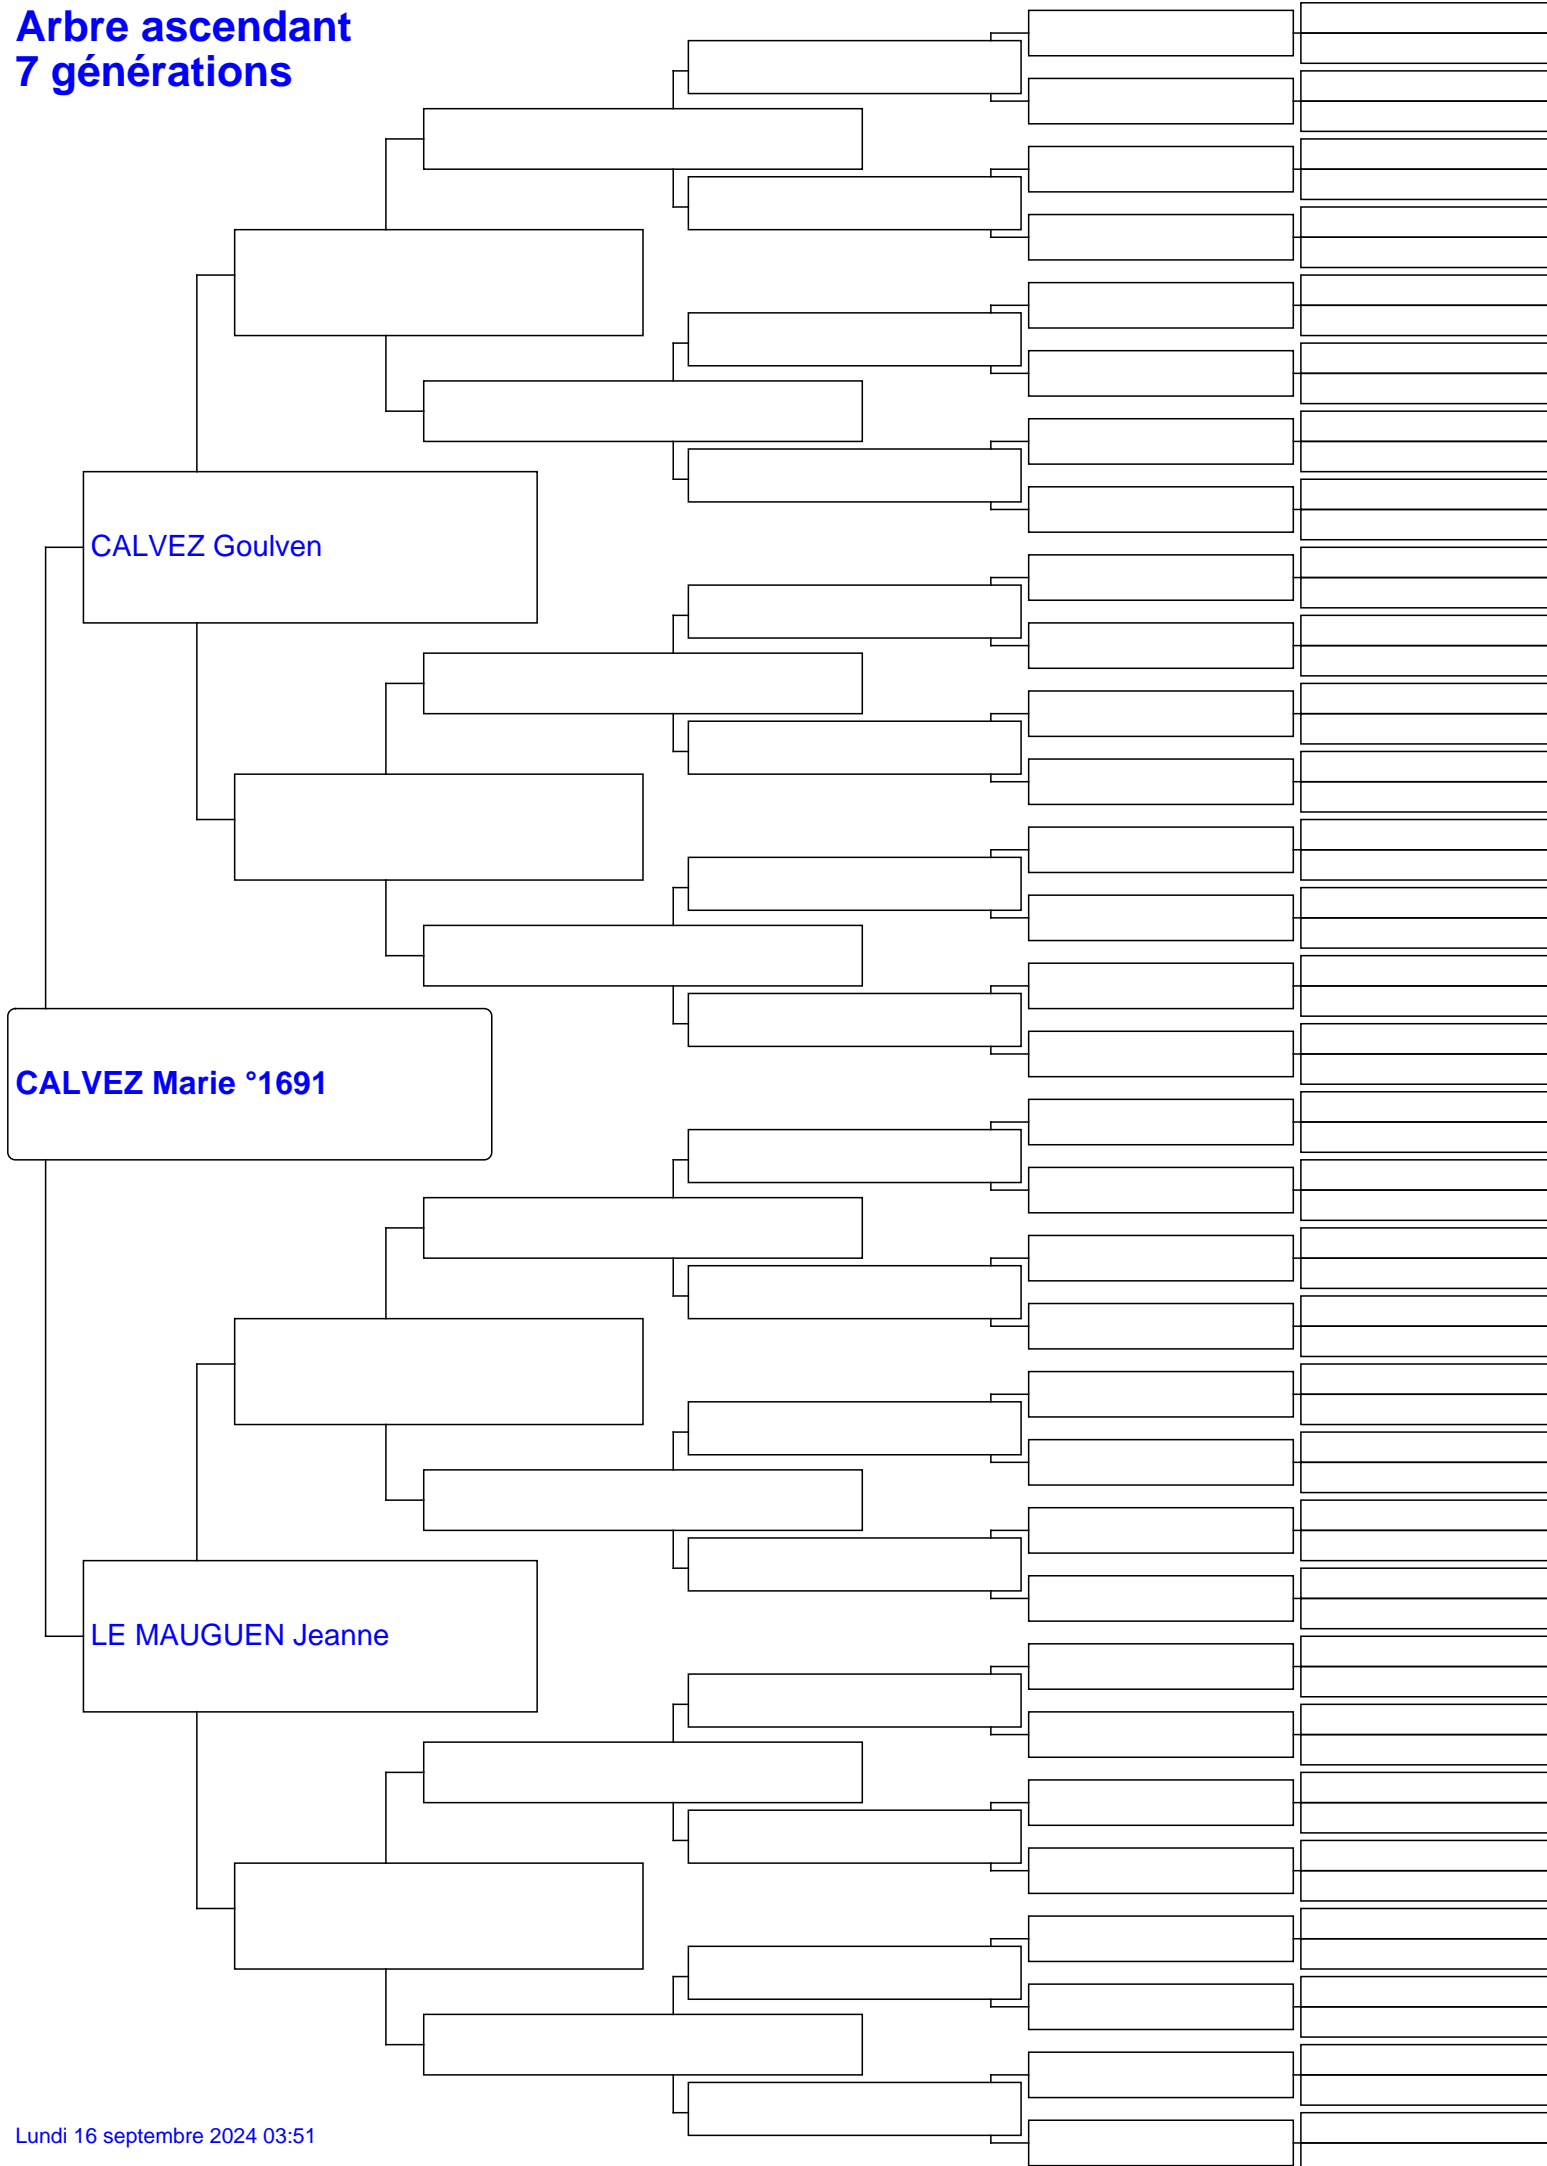 Arbre ascendant
7 générations
CALVEZ Goulven
CALVEZ Marie °1691
LE MAUGUEN Jeanne
Lundi 16 septembre 2024 03:51